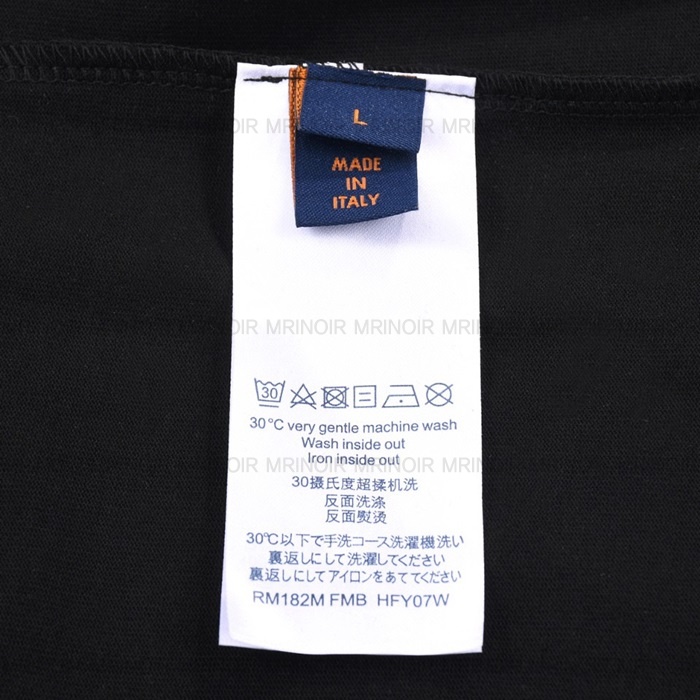 L
MADE
IN
ITALY
MRINOIR MRINOIR MRINOIR
MRINOIR MRINOIR MRINOIR
MRINOIR MRINOIR MRINOIR
30
30°C very gentle machine wash
Wash inside out
Iron inside out
30摄氏度超揉机洗
反面洗涤
反面熨烫
30℃以下で手洗コース洗濯機洗い
裏返しにして洗濯してください
裏返しにしてアイロンをあててください
RM182M FMB HFY07W